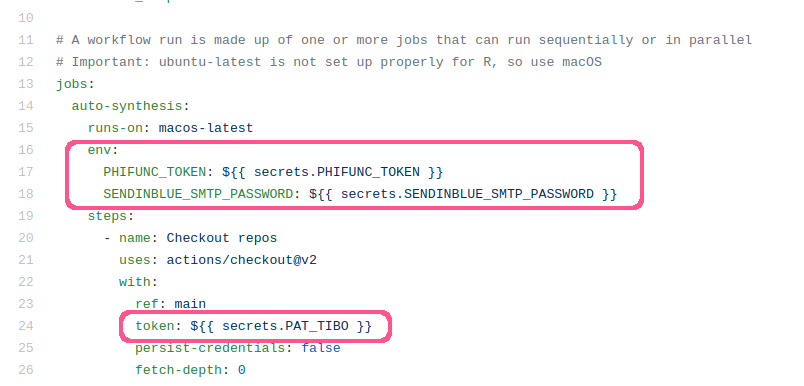 10
11 # A workflow run is made up of one or more jobs that can run sequentially or in parallel
12 # Important: ubuntu-latest is not set up properly for R, so use macOS
13 jobs:
14 auto-synthesis:
15 runs-on: macos-latest
16 env:
17 PHIFUNC_TOKEN: ${{ secrets.PHIFUNC_TOKEN }}
18 SENDINBLUE_SMTP_PASSWORD: ${{ secrets.SENDINBLUE_SMTP_PASSWORD }}
19 steps:
20 - name: Checkout repos
21 uses: actions/checkout@v2
22 with:
23 ref: main
24 token: ${{ secrets.PAT_TIBO }}
25 persist-credentials: false
26 fetch-depth: 0